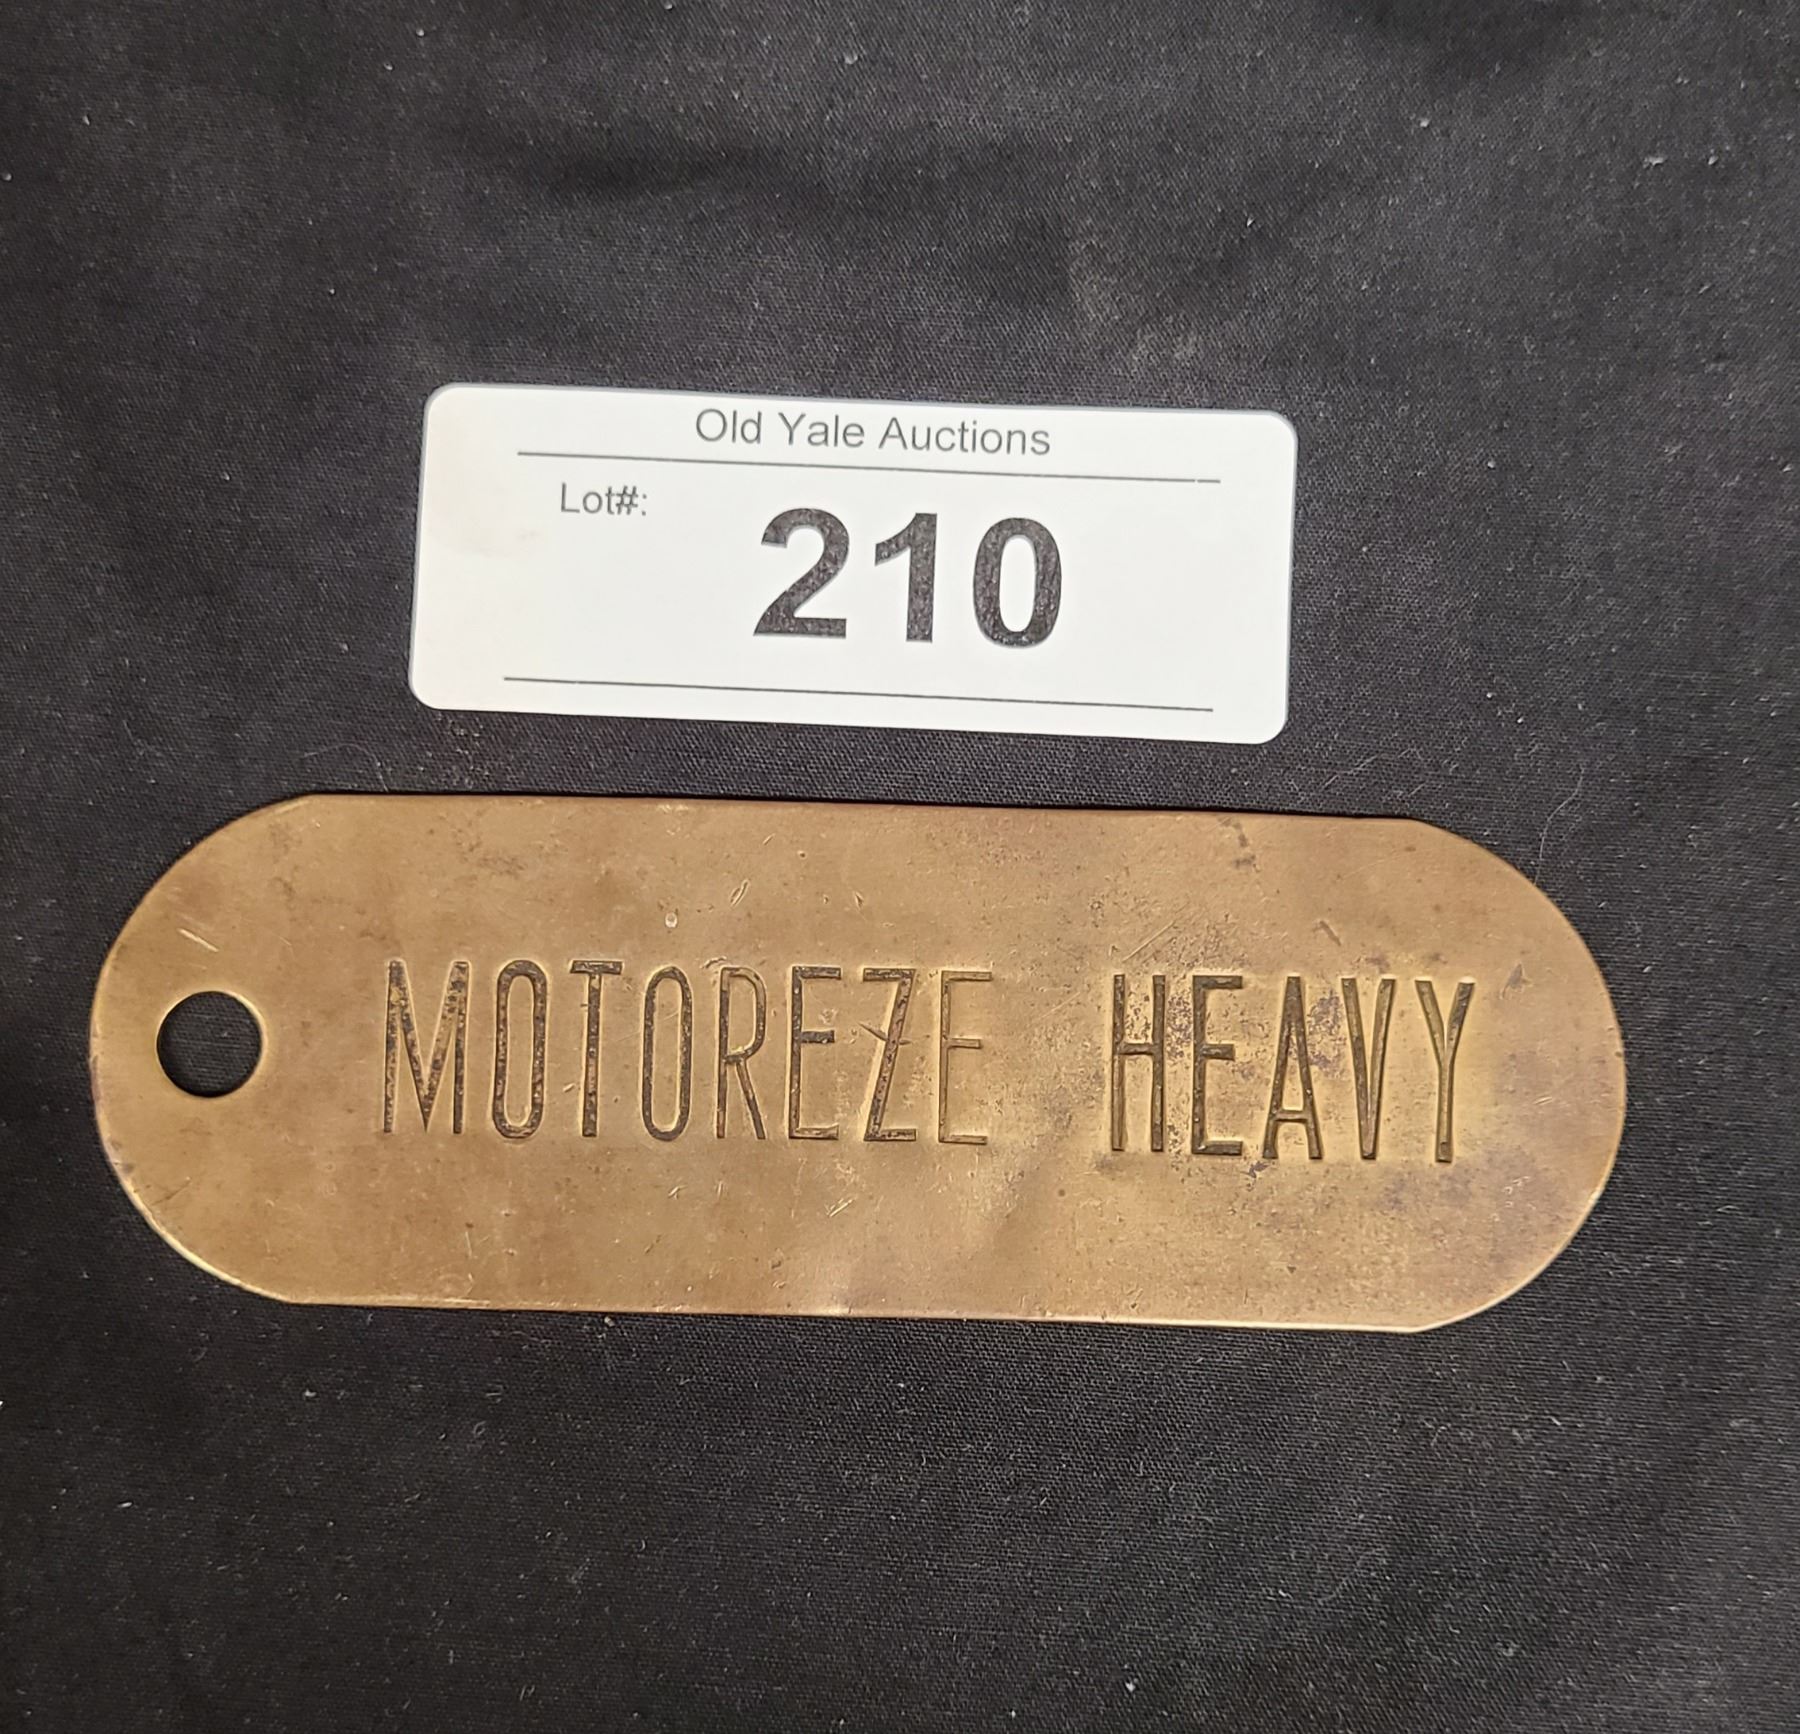 Old Yale Auctions
Lot#:
210
MOTOREZE HEAVY